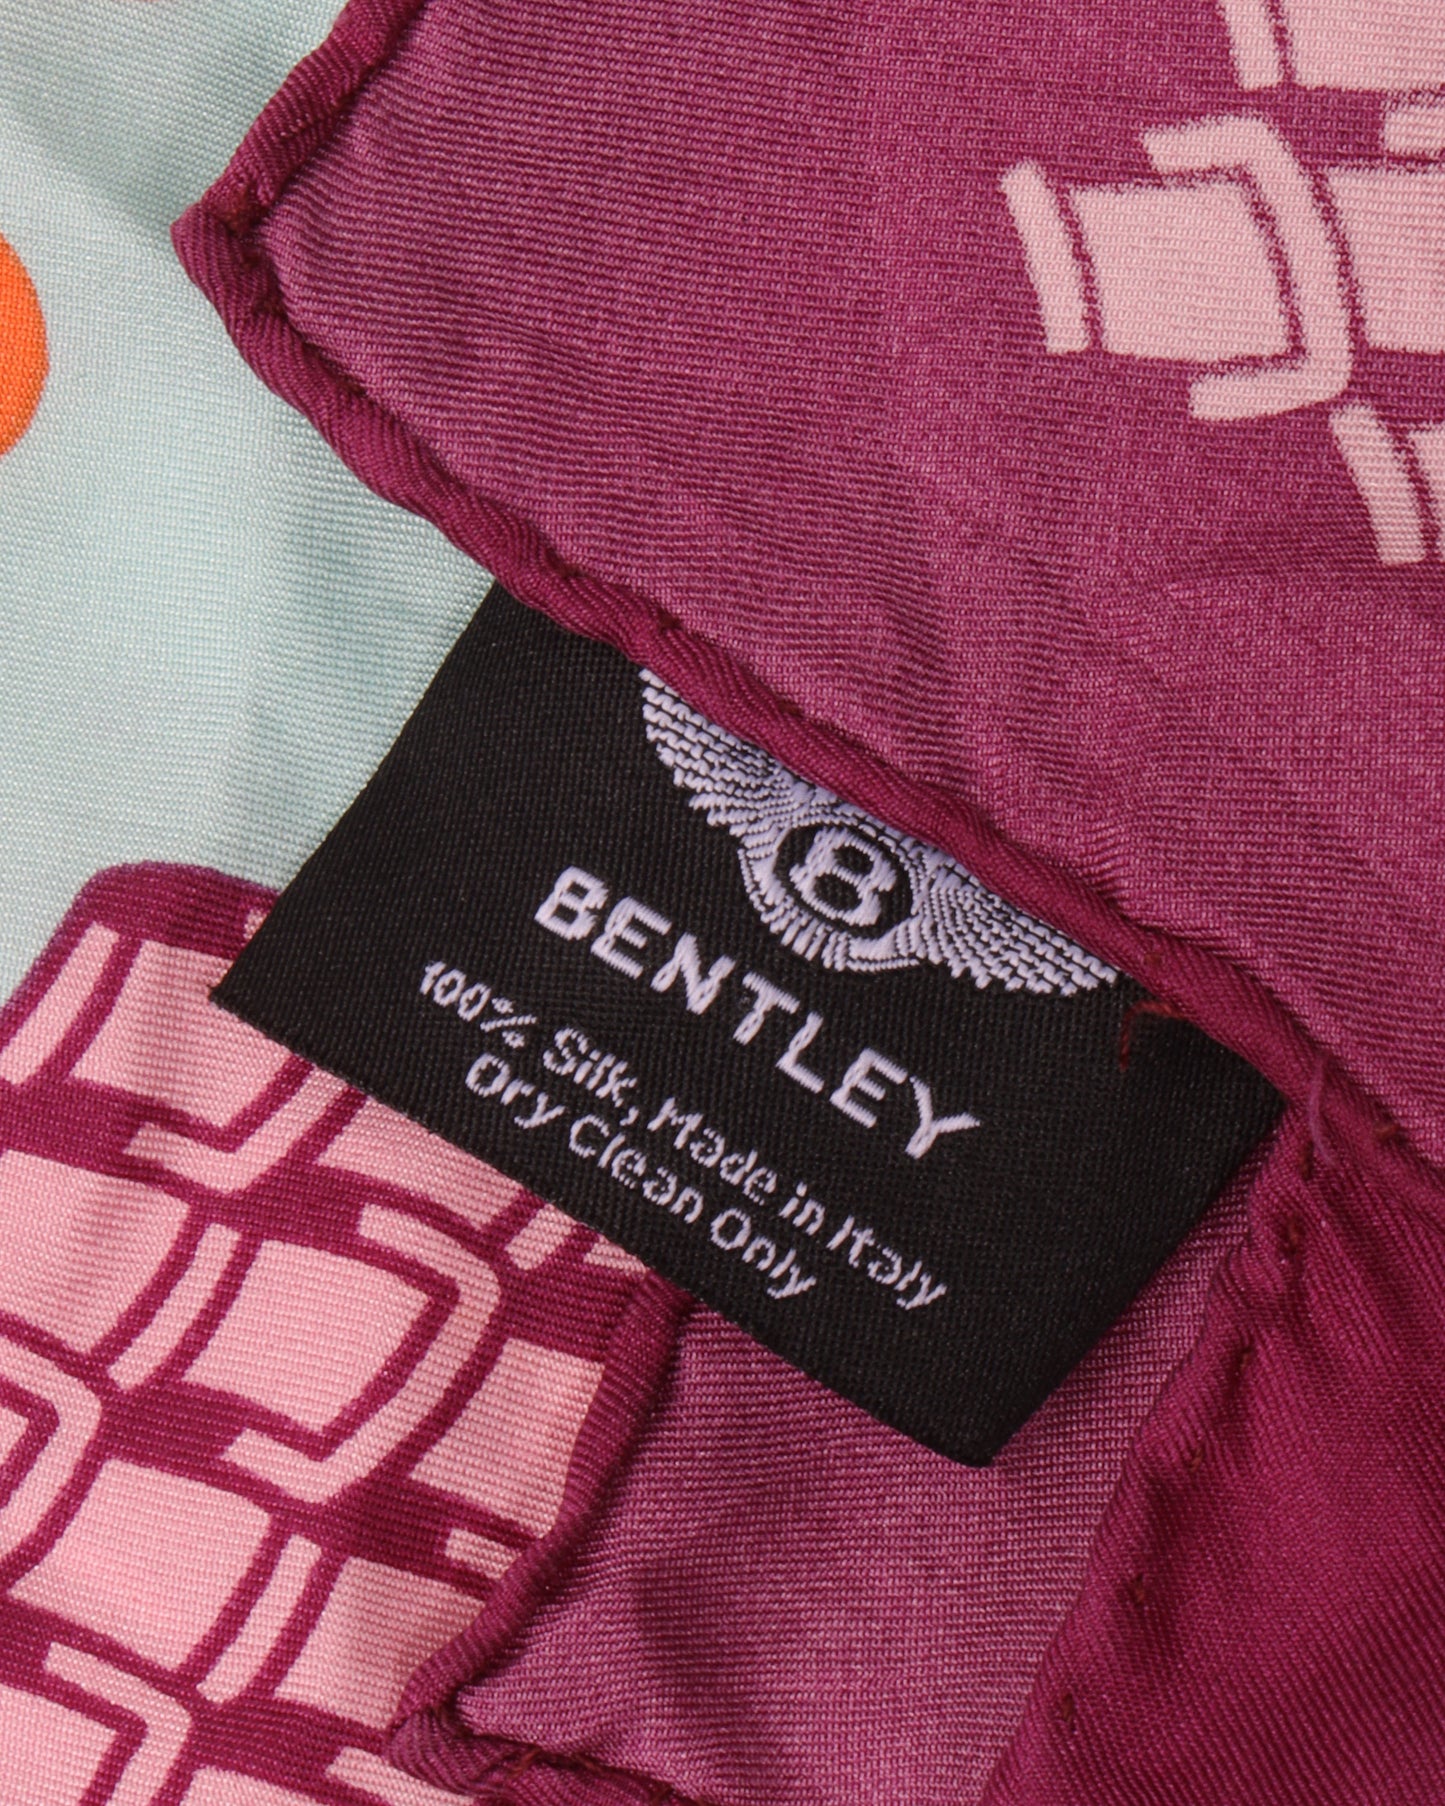 B
BENTLEY
100% Silk, Made in Italy
Dry Clean Only